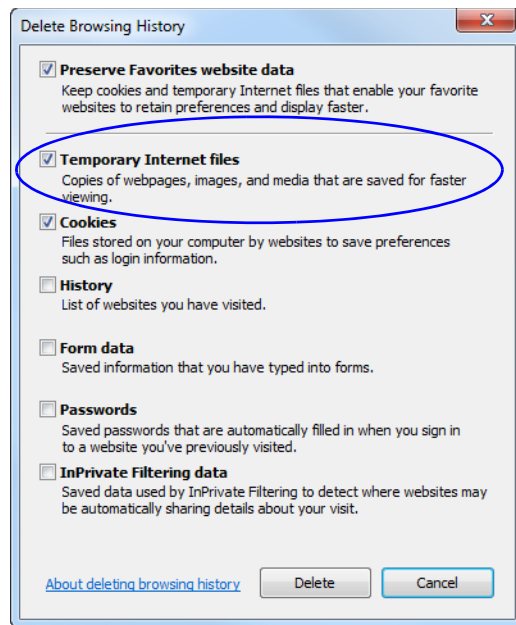 Delete Browsing History
Preserve Favorites website data
Keep cookies and temporary Internet files that enable your favorite
websites to retain preferences and display faster.
Temporary Internet files
Copies of webpages, images, and media that are saved for faster
viewing.
Cookies
Files stored on your computer by websites to save preferences
such as login information.
History
List of websites you have visited.
Form data
Saved information that you have typed into forms.
Passwords
Saved passwords that are automatically filled in when you sign in
to a website you've previously visited.
InPrivate Filtering data
Saved data used by InPrivate Filtering to detect where websites may
be automatically sharing details about your visit.
About deleting browsing history Delete Cancel